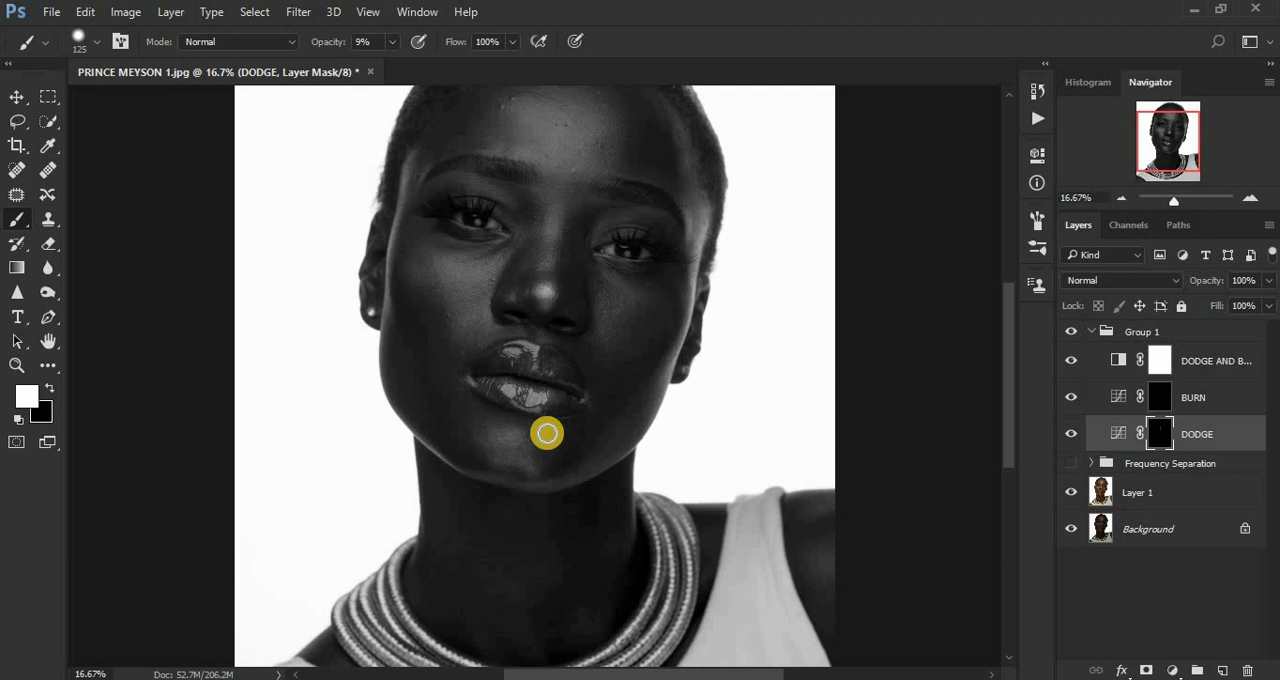 Ps File Edit Image Layer Type Select Filter 3D View Window Help
125 Mode: Normal Opacity: 9% Flow: 100%
PRINCE MEYSON 1.jpg @ 16.7% (DODGE, Layer Mask/8) * ×
Histogram Navigator
16.67%
Layers Channels Paths
Kind
Normal Opacity: 100%
Lock: Fill: 100%
Group 1
DODGE AND B...
BURN
DODGE
Frequency Separation
Layer 1
Background
16.67% Doc: 52.7M/206.2M